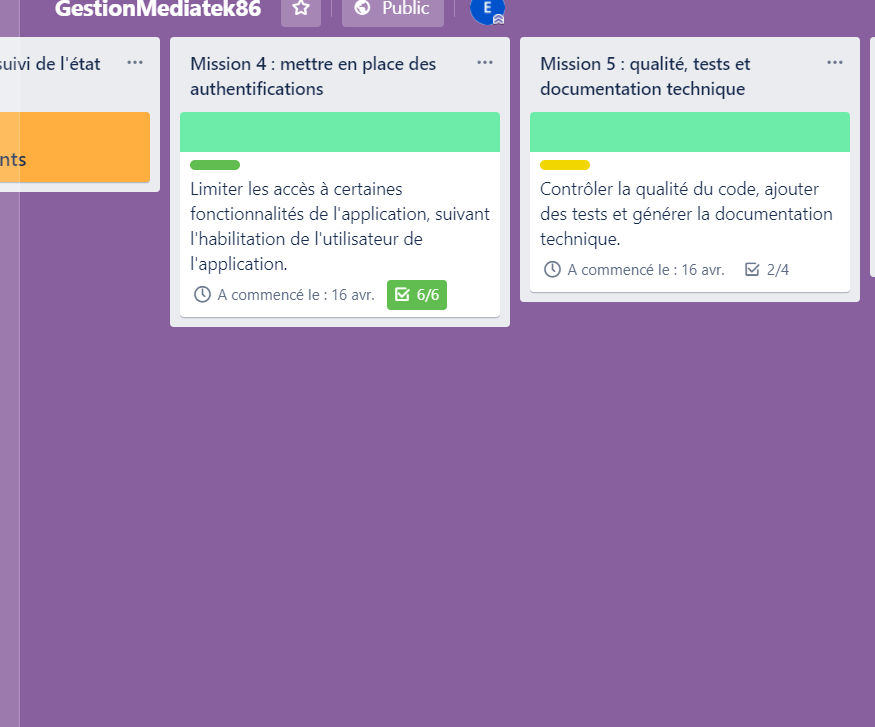 GestionMediatek86
Public
E
suivi de l'état
nts
Mission 4 : mettre en place des
authentifications
Limiter les accès à certaines
fonctionnalités de l'application, suivant
l'habilitation de l'utilisateur de
l'application.
A commencé le : 16 avr.
6/6
Mission 5 : qualité, tests et
documentation technique
Contrôler la qualité du code, ajouter
des tests et générer la documentation
technique.
A commencé le : 16 avr.
2/4